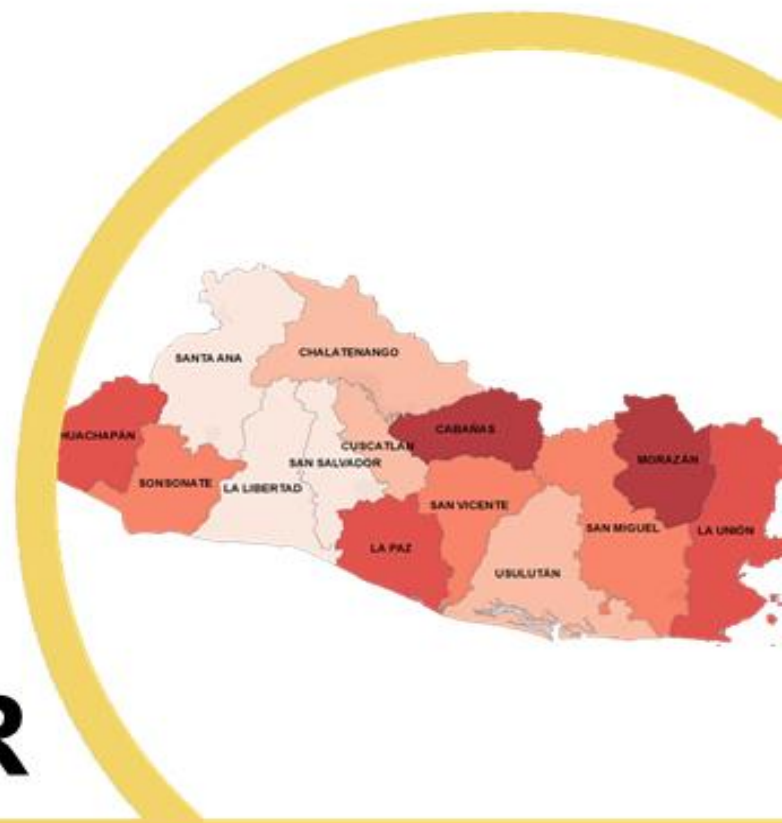 SANTA ANA
CHALATENANGO
HUACHAPÁN
CABAÑAS
CUSCATLÁN
MORAZÁN
SAN SALVADOR
SONSONATE
LA LIBERTAD
SAN VICENTE
SAN MIGUEL
LA UNIÓN
LA PAZ
USULUTÁN
R